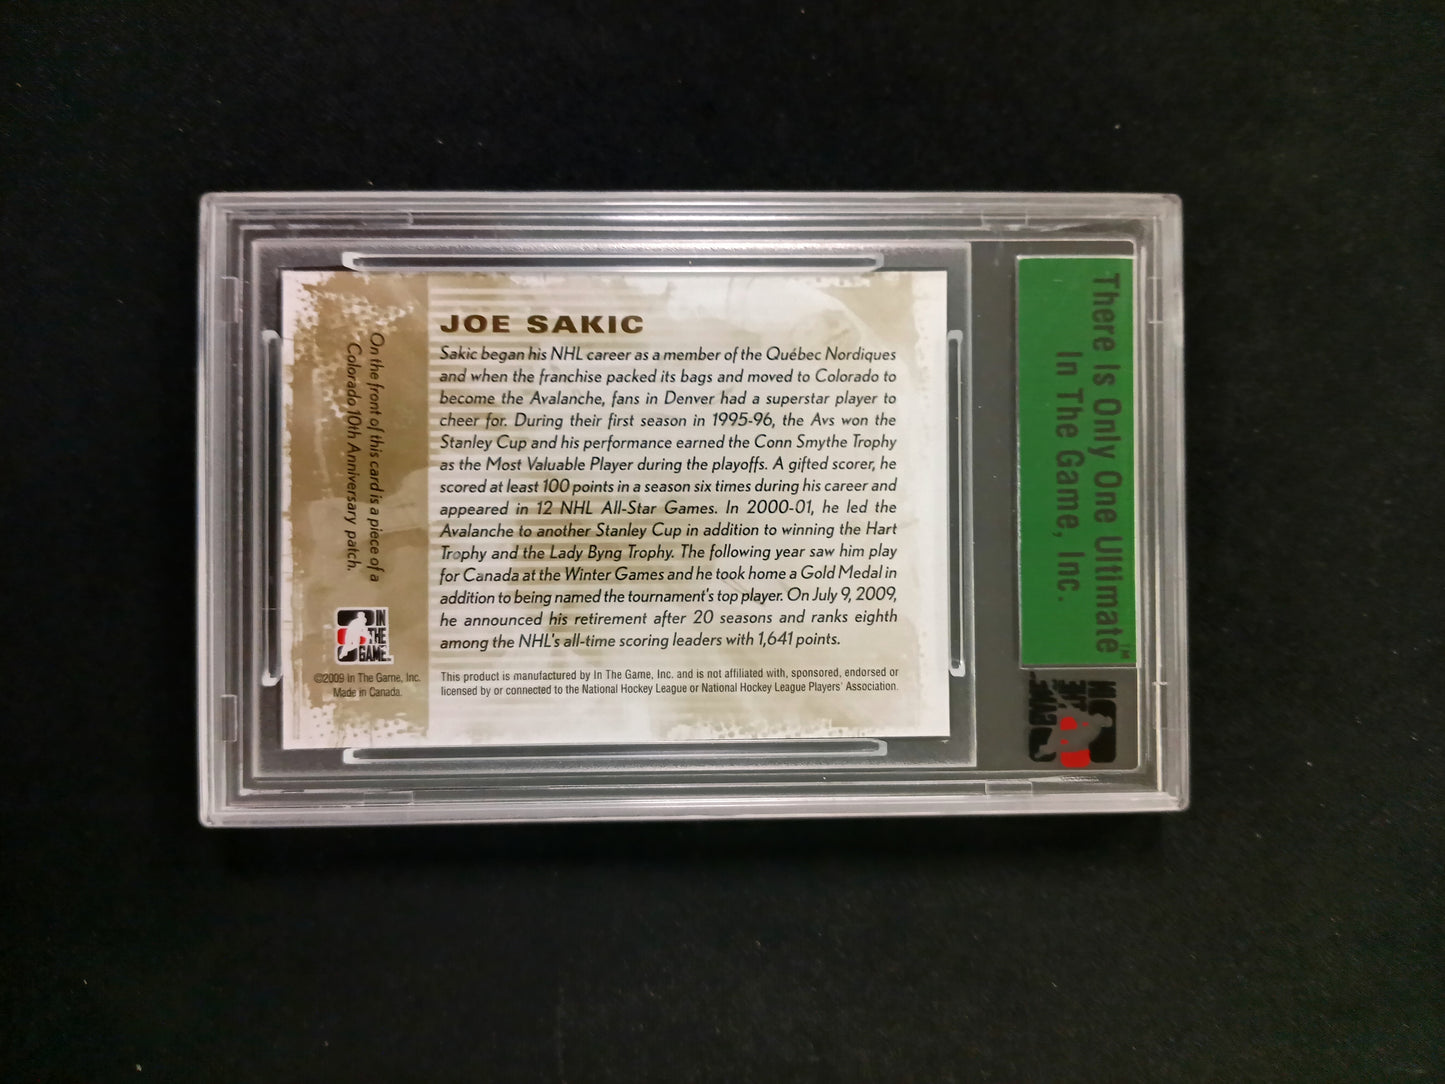 JOE SAKIC
Sakic began his NHL career as a member of the Québec Nordiques
and when the franchise packed its bags and moved to Colorado to
become the Avalanche, fans in Denver had a superstar player to
cheer for. During their first season in 1995-96, the Avs won the
Stanley Cup and his performance earned the Conn Smythe Trophy
as the Most Valuable Player during the playoffs. A gifted scorer, he
scored at least 100 points in a season six times during his career and
appeared in 12 NHL All-Star Games. In 2000-01, he led the
Avalanche to another Stanley Cup in addition to winning the Hart
Trophy and the Lady Byng Trophy. The following year saw him play
for Canada at the Winter Games and he took home a Gold Medal in
addition to being named the tournament's top player. On July 9, 2009,
he announced his retirement after 20 seasons and ranks eighth
among the NHL's all-time scoring leaders with 1,641 points.
This product is manufactured by In The Game, Inc. and is not affiliated with, sponsored, endorsed or
licensed by or connected to the National Hockey League or National Hockey League Players' Association.
On the front of this card is a piece of a
Colorado 10th Anniversary patch.
IN
THE
GAME
©2009 In The Game, Inc.
Made in Canada.
There Is Only One Ultimate™
In The Game, Inc.
IN
THE
GAME